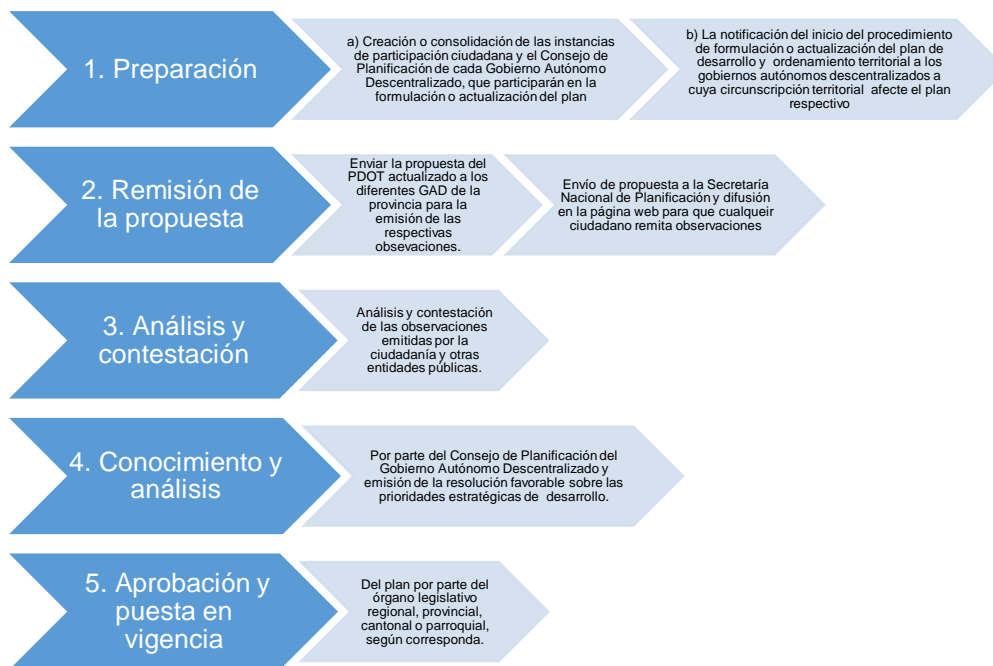 1. Preparación
a) Creación o consolidación de las instancias
de participación ciudadana y el Consejo de
Planificación de cada Gobierno Autónomo
Descentralizado, que participarán en la
formulación o actualización del plan
b) La notificación del inicio del procedimiento
de formulación o actualización del plan de
desarrollo y ordenamiento territorial a los
gobiernos autónomos descentralizados a
cuya circunscripción territorial afecte el plan
respectivo
2. Remisión de
la propuesta
Enviar la propuesta del
PDOT actualizado a los
diferentes GAD de la
provincia para la
emisión de las
respectivas
obsevaciones.
Envío de propuesta a la Secretaría
Nacional de Planificación y difusión
en la página web para que cualqueir
ciudadano remita observaciones
3. Análisis y
contestación
Análisis y contestación
de las observaciones
emitidas por la
ciudadanía y otras
entidades públicas.
4. Conocimiento y
análisis
Por parte del Consejo de Planificación del
Gobierno Autónomo Descentralizado y
emisión de la resolución favorable sobre las
prioridades estratégicas de desarrollo.
5. Aprobación y
puesta en
vigencia
Del plan por parte del
órgano legislativo
regional, provincial,
cantonal o parroquial,
según corresponda.